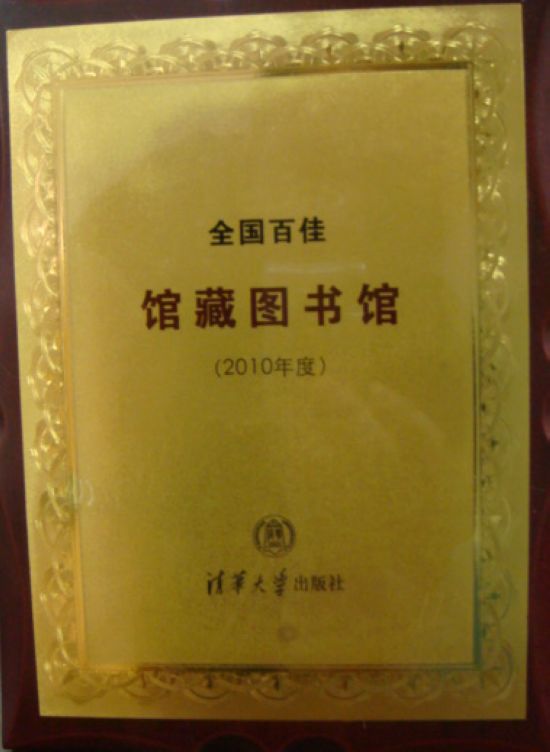 全国百佳
馆藏图书馆
(2010年度)
清华大学出版社